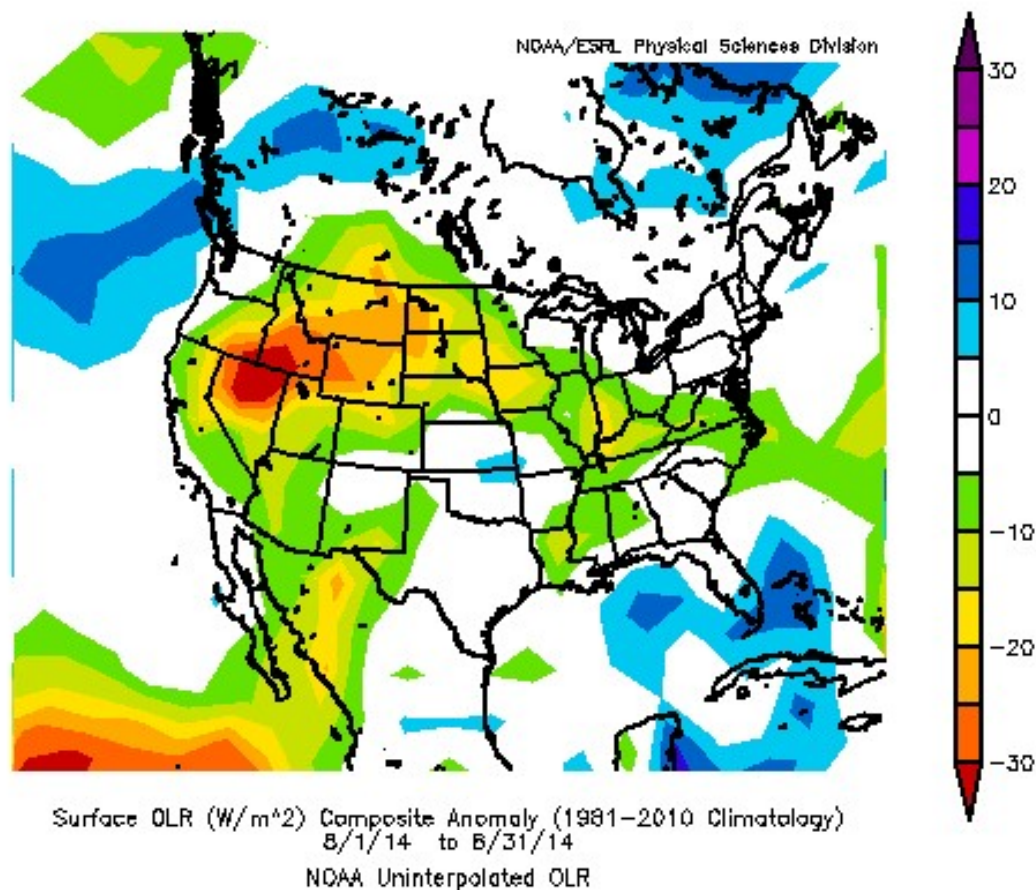 NOAA/ESRL Physical Sciences Division
30
20
10
0
-10
-20
-30
Surface OLR (W/m^2) Composite Anomaly (1981-2010 Climatology)
8/1/14 to 8/31/14
NOAA Uninterpolated OLR